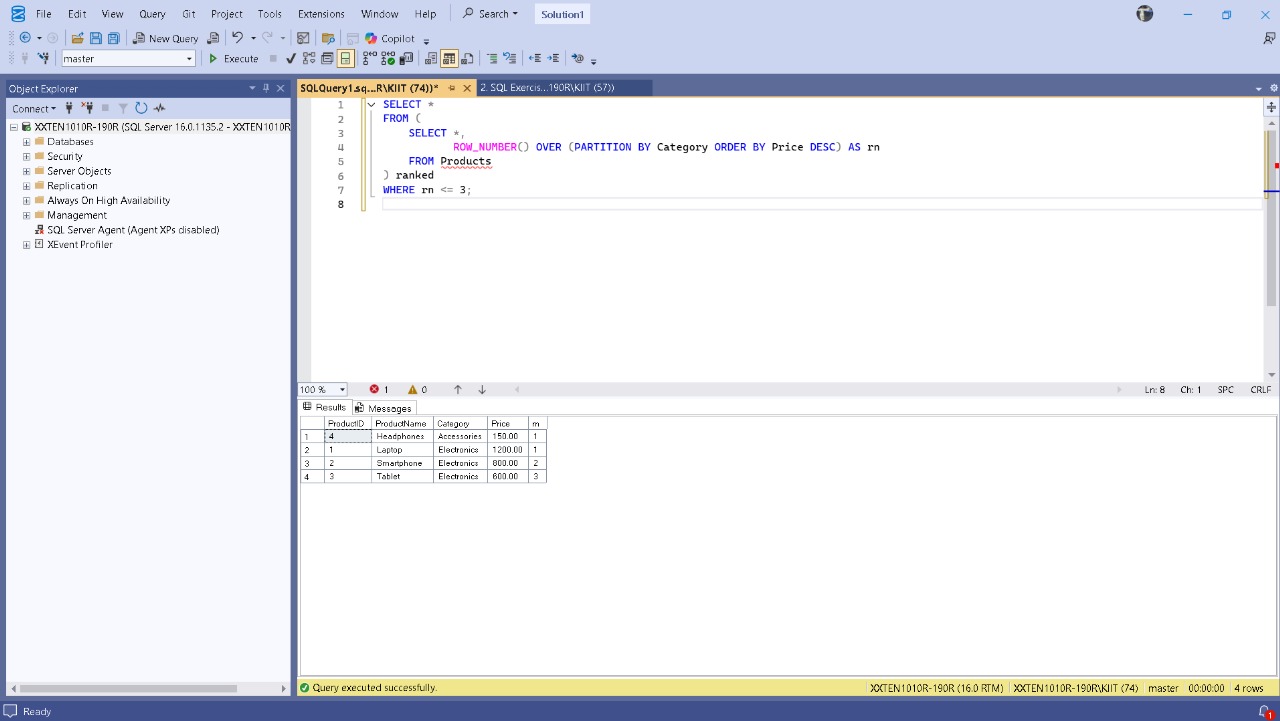 File Edit View Query Git Project Tools Extensions Window Help Search Solution1
New Query Copilot
master Execute
Object Explorer
SQLQuery1.sq...R\KIIT (74))* 2. SQL Exercis...190R\KIIT (57))
Connect
XXTEN1010R-190R (SQL Server 16.0.1135.2 - XXTEN1010R
Databases
Security
Server Objects
Replication
Always On High Availability
Management
SQL Server Agent (Agent XPs disabled)
XEvent Profiler
1 SELECT *
2 FROM (
3 SELECT *,
4 ROW_NUMBER() OVER (PARTITION BY Category ORDER BY Price DESC) AS rn
5 FROM Products
6 ) ranked
7 WHERE rn <= 3;
8
100 % 1 0 Ln: 8 Ch: 1 SPC CRLF
Results Messages
ProductID ProductName Category Price rn
1 4 Headphones Accessories 150.00 1
2 1 Laptop Electronics 1200.00 1
3 2 Smartphone Electronics 800.00 2
4 3 Tablet Electronics 600.00 3
Query executed successfully. XXTEN1010R-190R (16.0 RTM) XXTEN1010R-190R\KIIT (74) master 00:00:00 4 rows
Ready 1